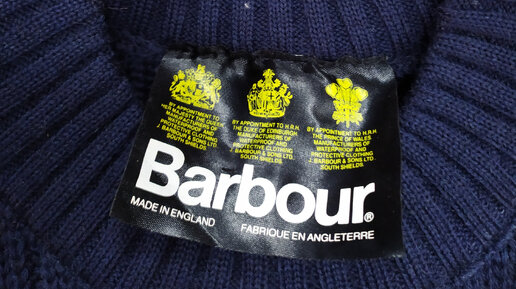 BY APPOINTMENT TO
HER MAJESTY THE QUEEN
MANUFACTURERS OF
WATERPROOF AND
PROTECTIVE CLOTHING
J. BARBOUR & SONS LTD.
SOUTH SHIELDS
BY APPOINTMENT TO H.R.H.
THE DUKE OF EDINBURGH
MANUFACTURERS OF
WATERPROOF AND
PROTECTIVE CLOTHING
J. BARBOUR & SONS LTD.
SOUTH SHIELDS
BY APPOINTMENT TO H.R.H.
THE PRINCE OF WALES
MANUFACTURERS OF
WATERPROOF AND
PROTECTIVE CLOTHING
J. BARBOUR & SONS LTD.
SOUTH SHIELDS.
Barbour®
MADE IN ENGLAND
FABRIQUE EN ANGLETERRE